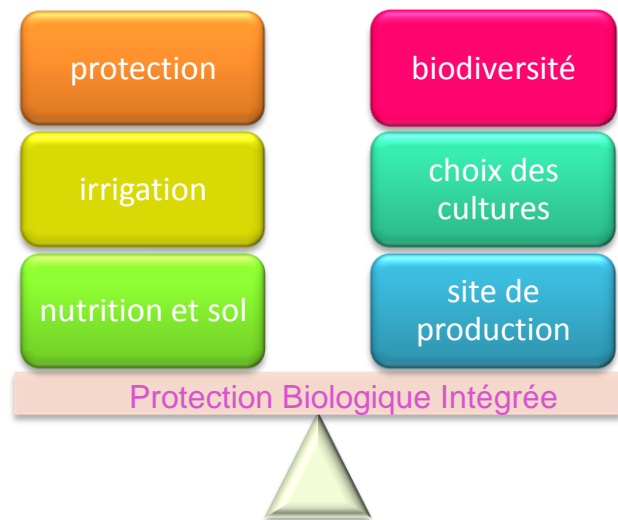 protection
irrigation
nutrition et sol
biodiversité
choix des
cultures
site de
production
Protection Biologique Intégrée